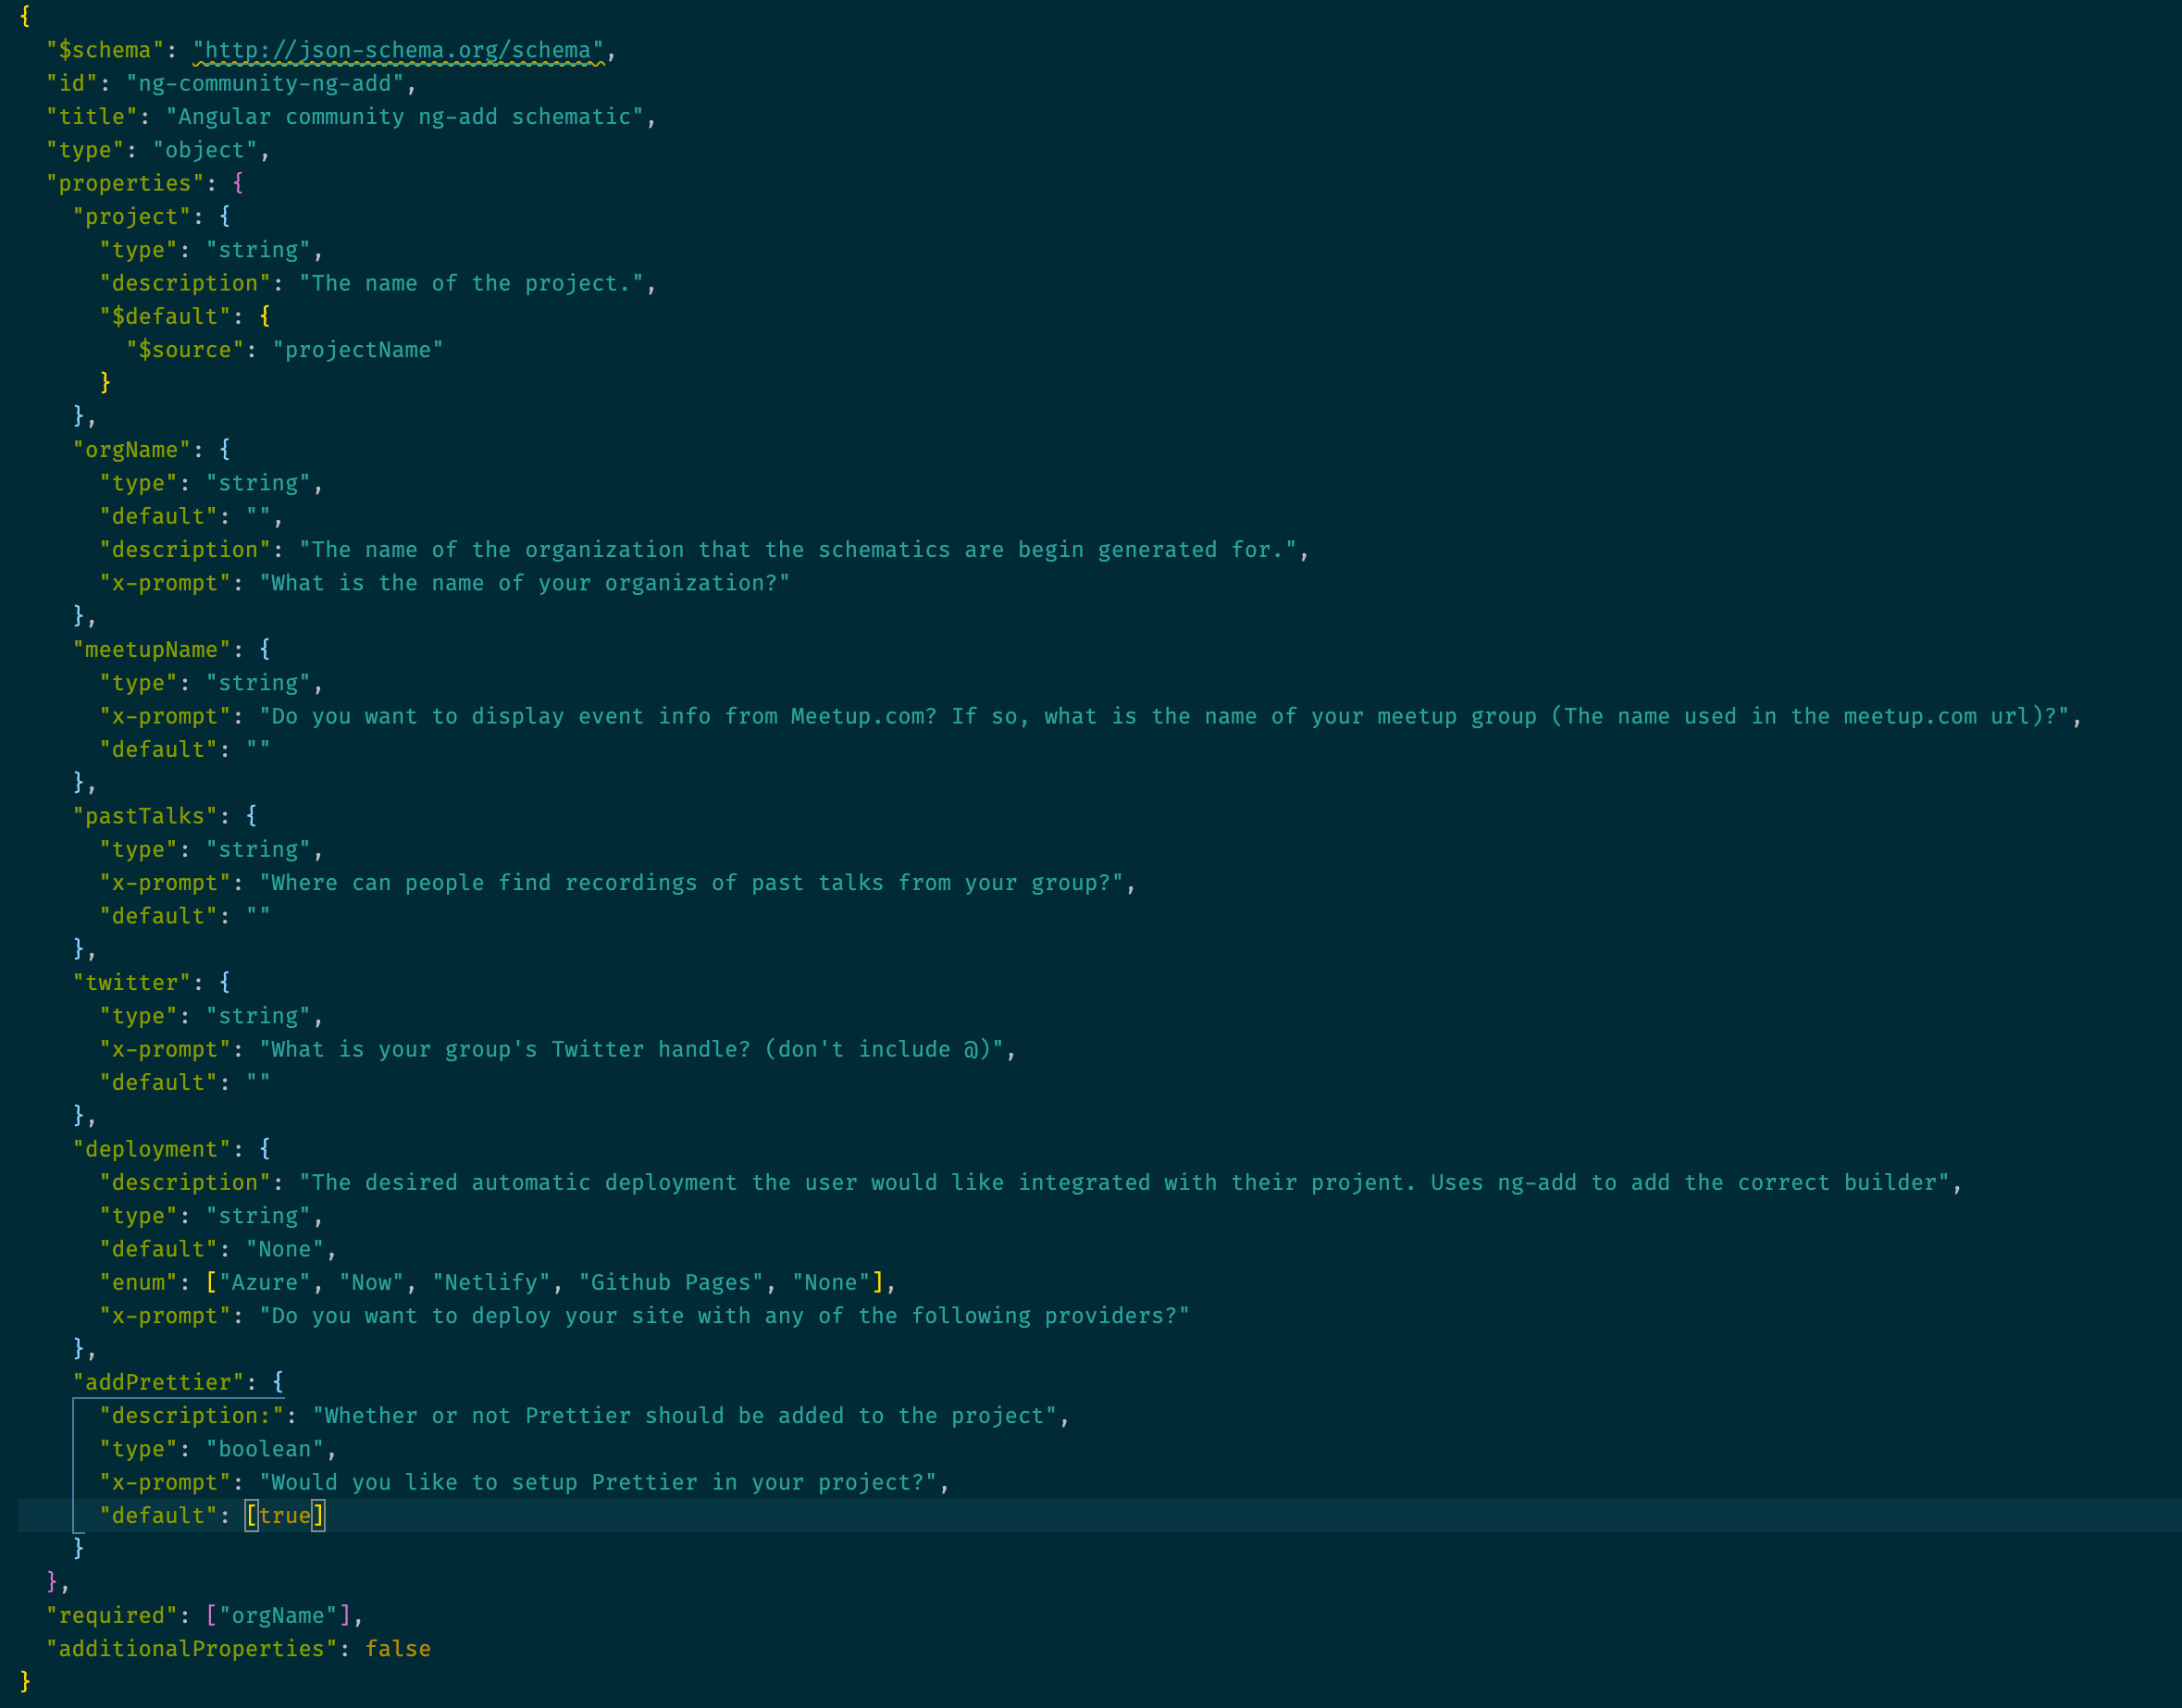 {
  "$schema": "http://json-schema.org/schema",
  "id": "ng-community-ng-add",
  "title": "Angular community ng-add schematic",
  "type": "object",
  "properties": {
    "project": {
      "type": "string",
      "description": "The name of the project.",
      "$default": {
        "$source": "projectName"
      }
    },
    "orgName": {
      "type": "string",
      "default": "",
      "description": "The name of the organization that the schematics are begin generated for.",
      "x-prompt": "What is the name of your organization?"
    },
    "meetupName": {
      "type": "string",
      "x-prompt": "Do you want to display event info from Meetup.com? If so, what is the name of your meetup group (The name used in the meetup.com url)?",
      "default": ""
    },
    "pastTalks": {
      "type": "string",
      "x-prompt": "Where can people find recordings of past talks from your group?",
      "default": ""
    },
    "twitter": {
      "type": "string",
      "x-prompt": "What is your group's Twitter handle? (don't include @)",
      "default": ""
    },
    "deployment": {
      "description": "The desired automatic deployment the user would like integrated with their projent. Uses ng-add to add the correct builder",
      "type": "string",
      "default": "None",
      "enum": ["Azure", "Now", "Netlify", "Github Pages", "None"],
      "x-prompt": "Do you want to deploy your site with any of the following providers?"
    },
    "addPrettier": {
      "description:": "Whether or not Prettier should be added to the project",
      "type": "boolean",
      "x-prompt": "Would you like to setup Prettier in your project?",
      "default": [true]
    }
  },
  "required": ["orgName"],
  "additionalProperties": false
}